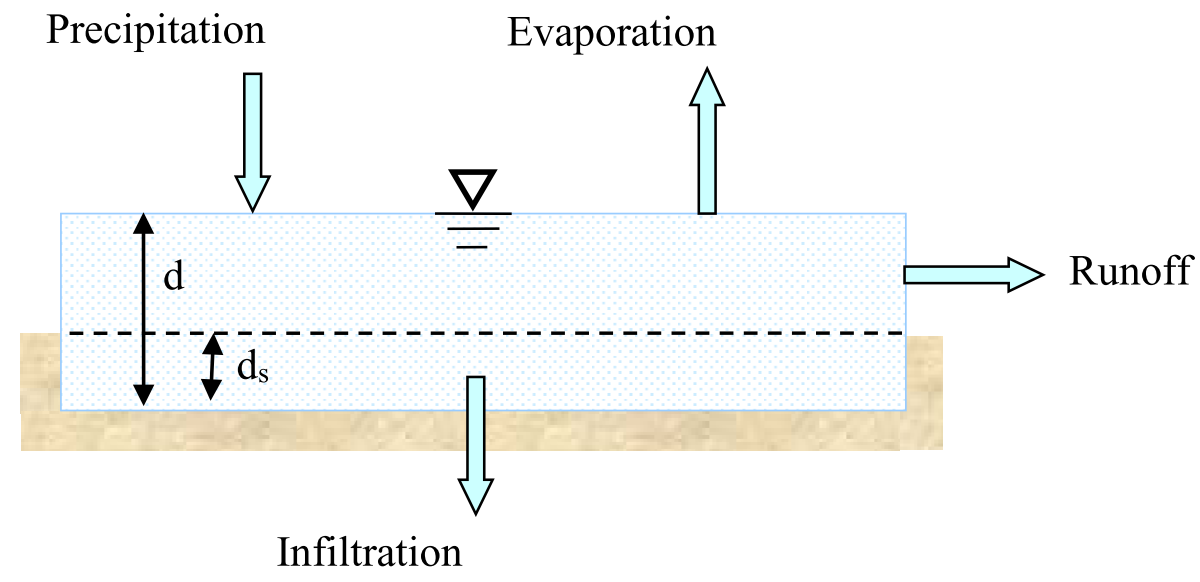 Precipitation
Evaporation
d
Runoff
dₛ
Infiltration